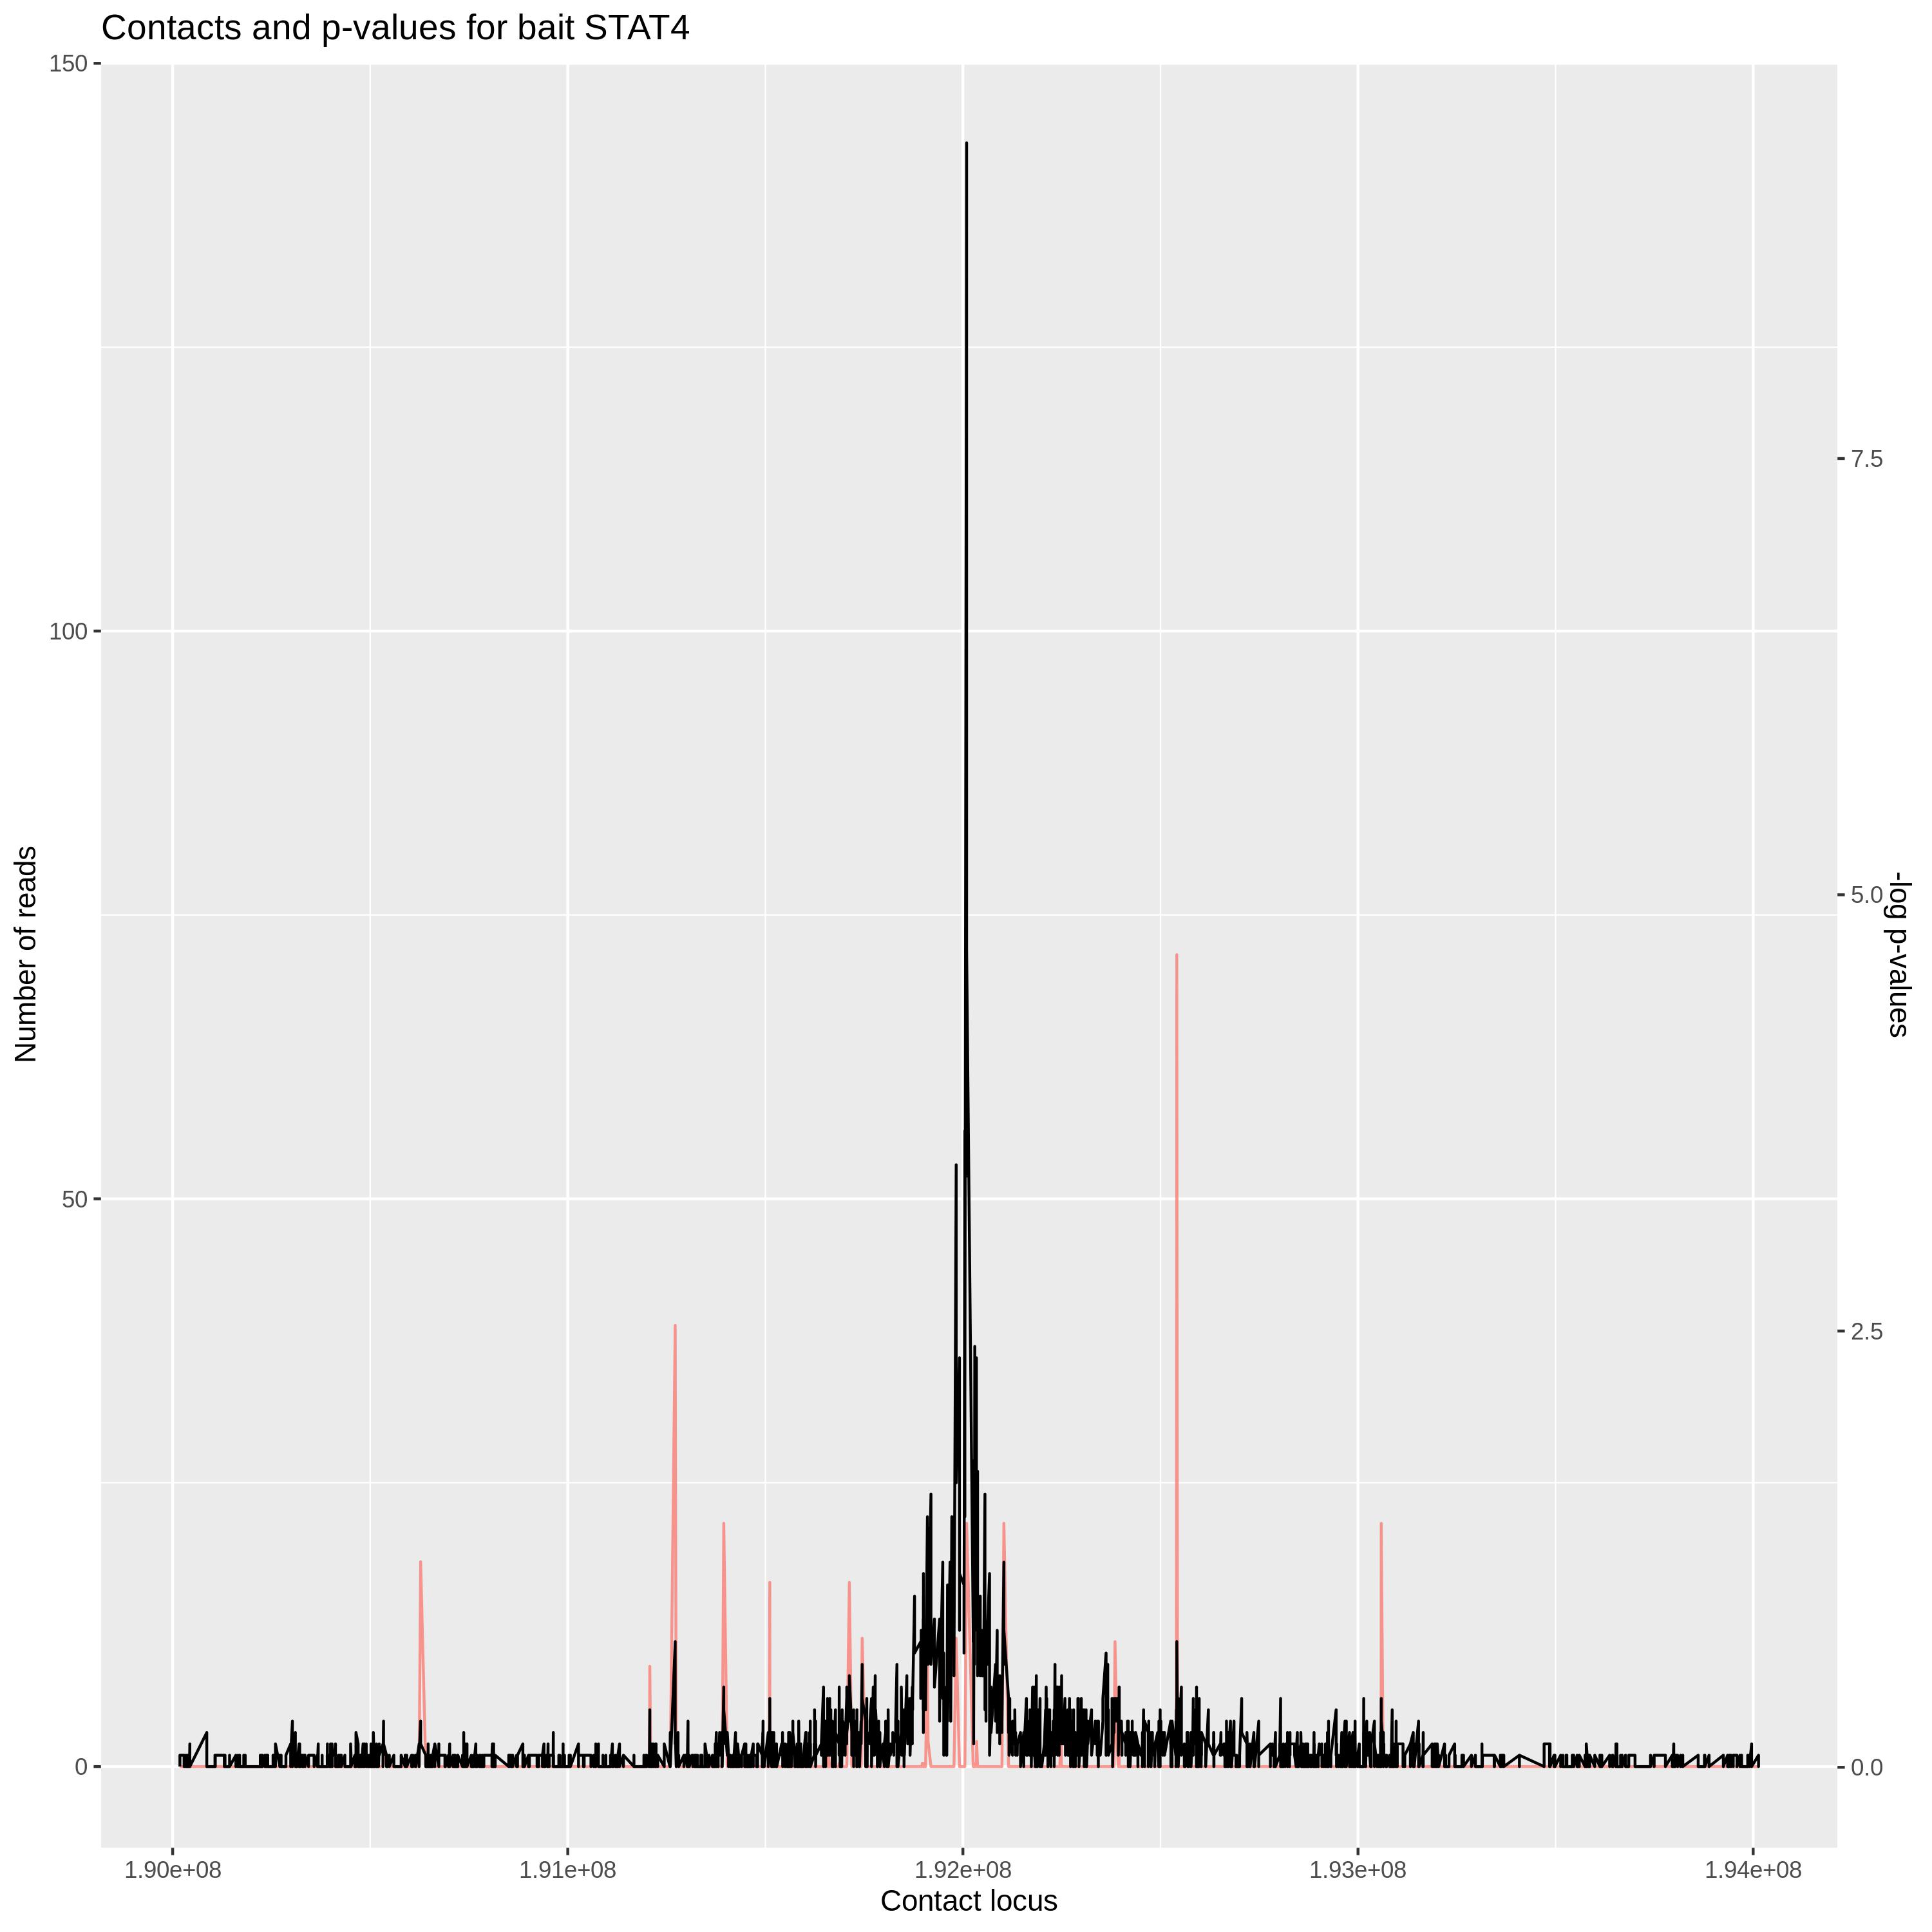 Contacts and p-values for bait STAT4
150
100
50
0
Number of reads
7.5
5.0
2.5
0.0
-log p-values
1.90e+08
1.91e+08
1.92e+08
1.93e+08
1.94e+08
Contact locus